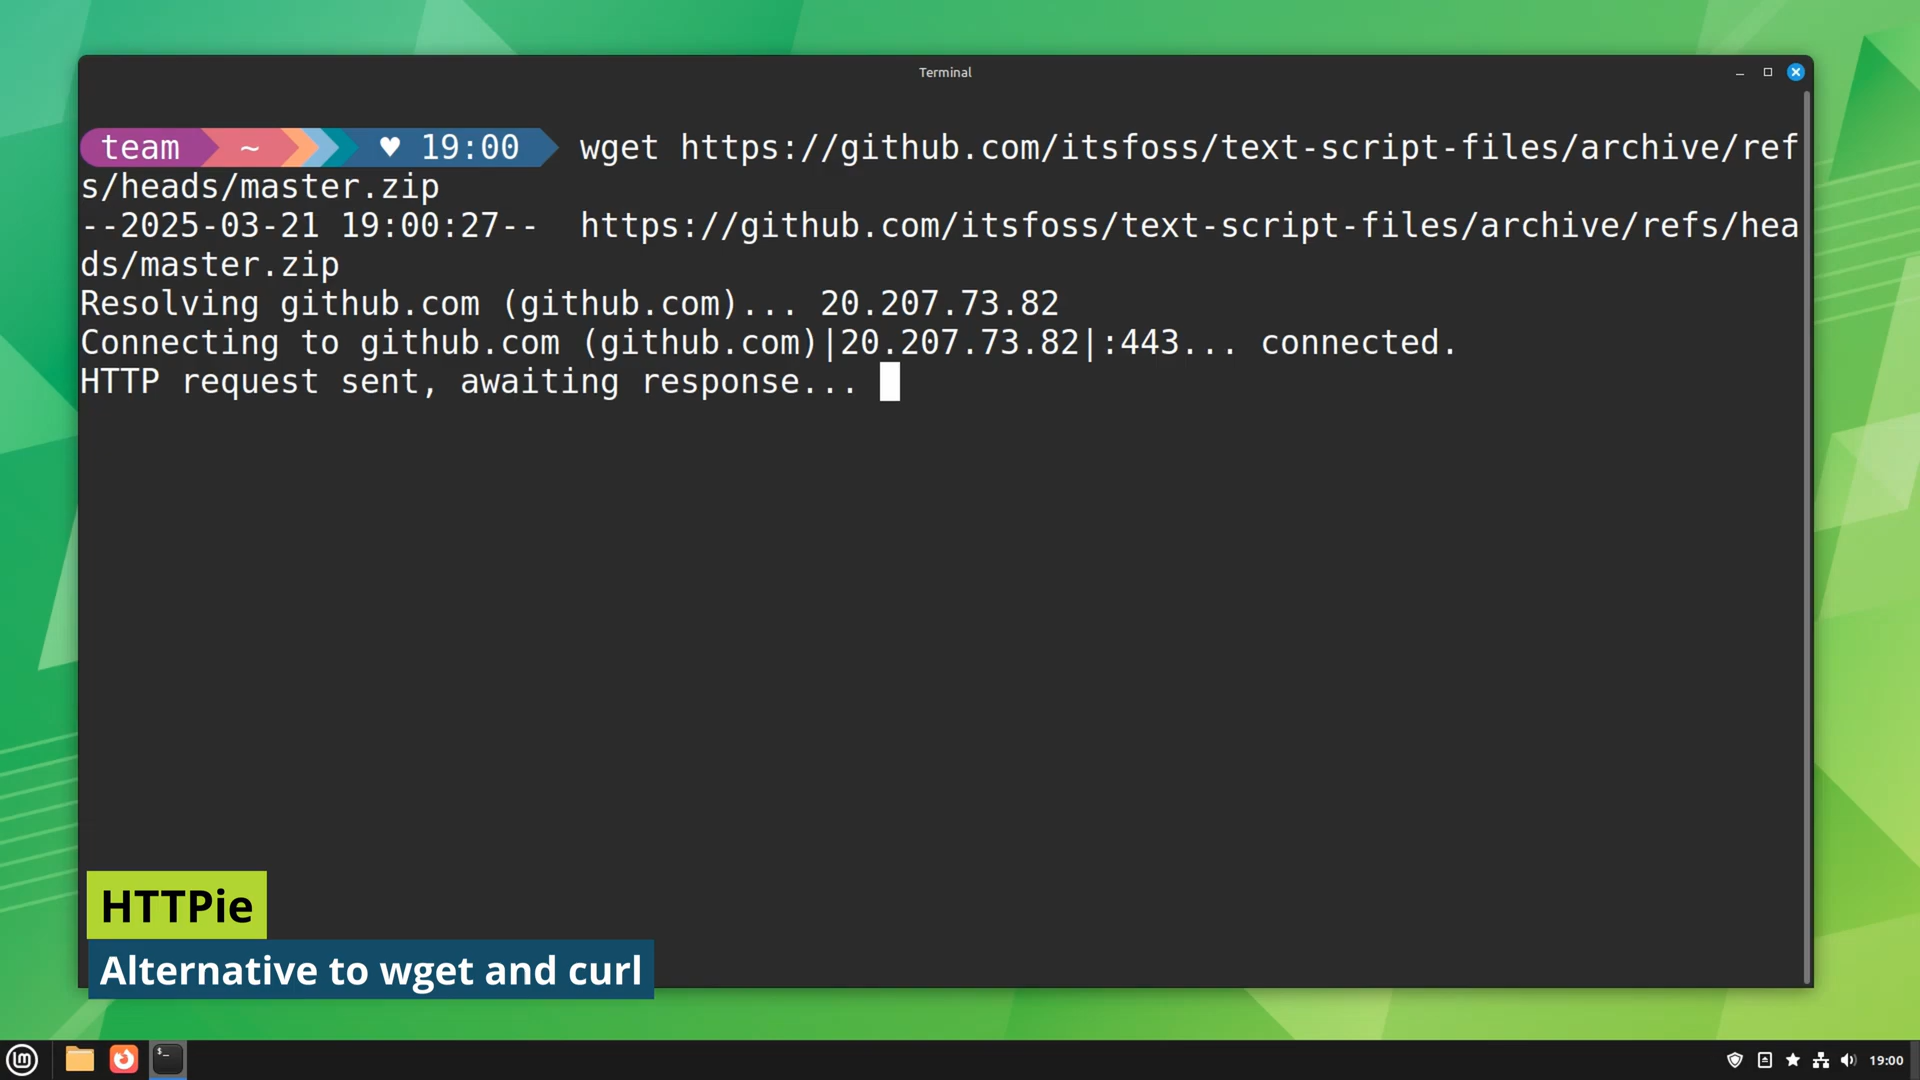 Terminal
team ~ ♥ 19:00 wget https://github.com/itsfoss/text-script-files/archive/ref
s/heads/master.zip
--2025-03-21 19:00:27--  https://github.com/itsfoss/text-script-files/archive/refs/hea
ds/master.zip
Resolving github.com (github.com)... 20.207.73.82
Connecting to github.com (github.com)|20.207.73.82|:443... connected.
HTTP request sent, awaiting response...
HTTPie
Alternative to wget and curl
19:00